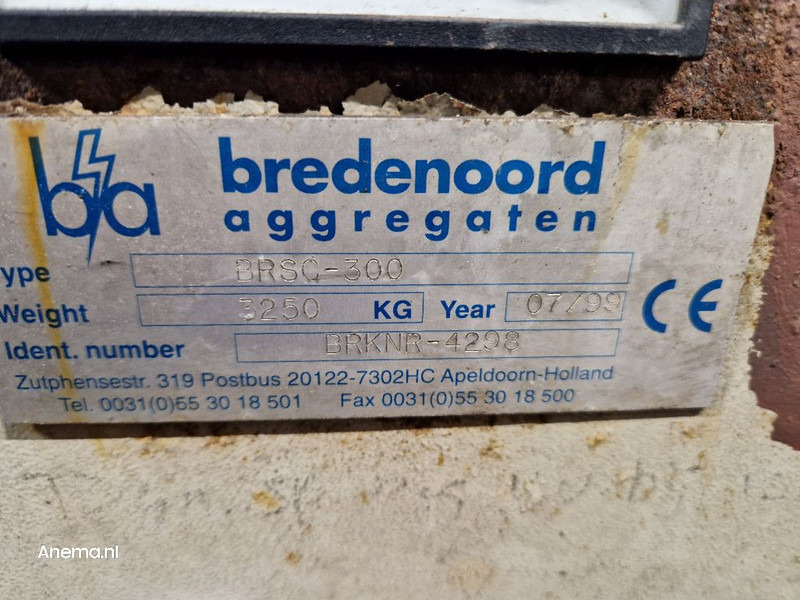 ba bredenoord
aggregaten
ype BRSC-300
Weight 3250 KG Year 07/99 CE
Ident. number BRKNR-4298
Zutphensestr. 319 Postbus 20122-7302HC Apeldoorn-Holland
Tel. 0031(0)55 30 18 501 Fax 0031(0)55 30 18 500
Anema.nl